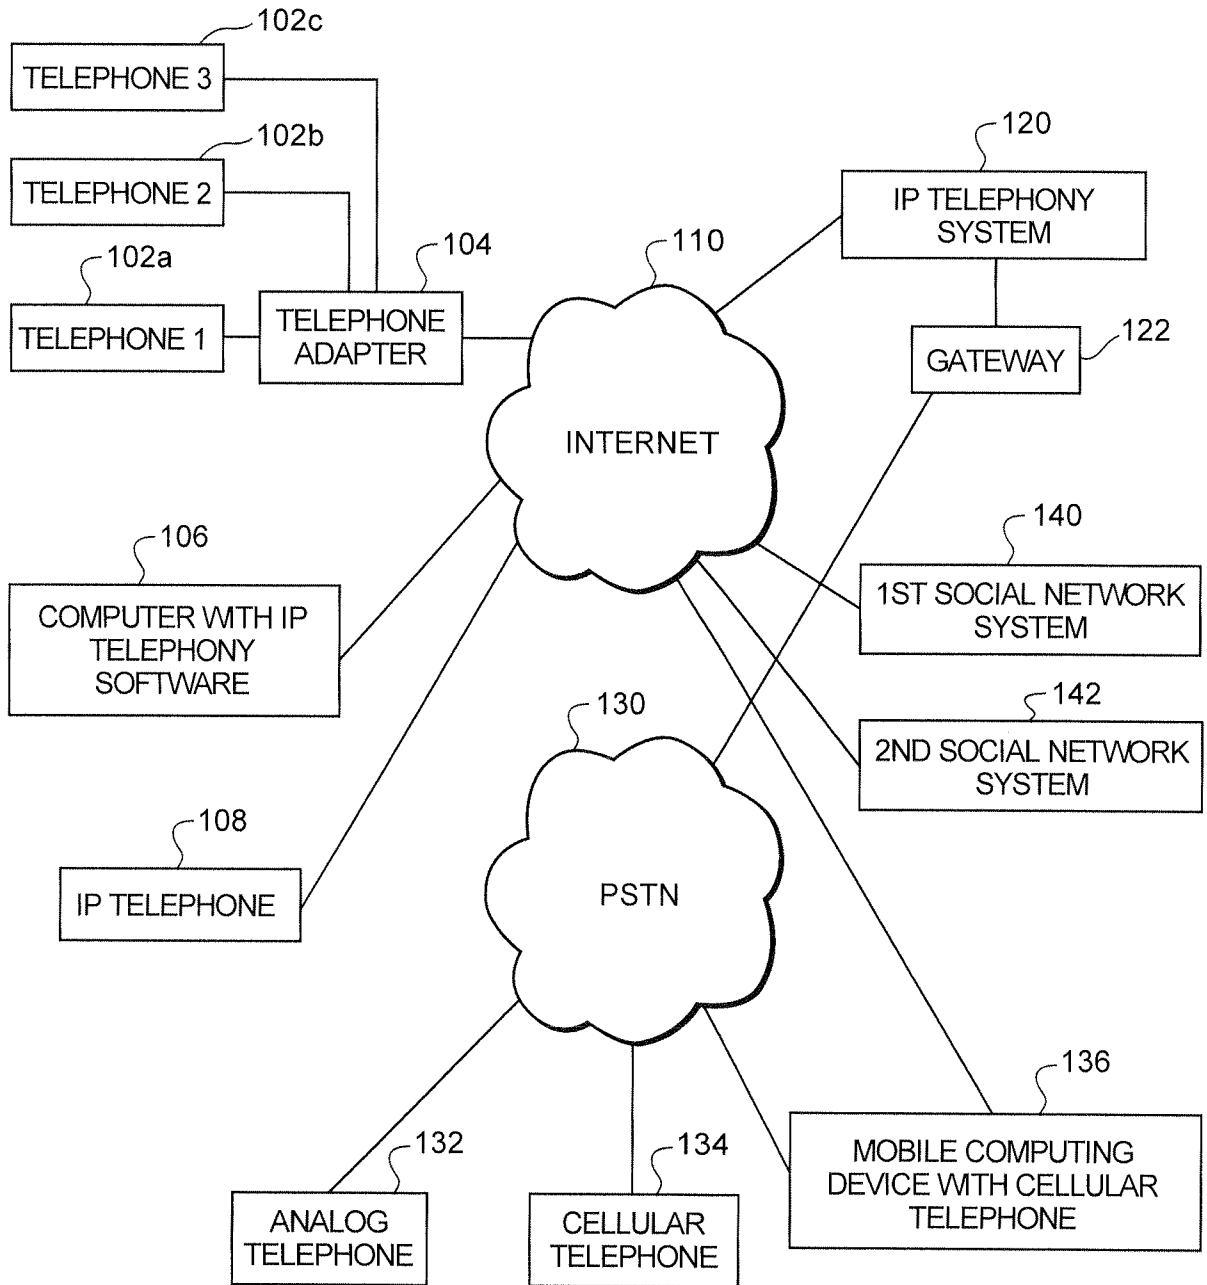 102c
TELEPHONE 3
102b
TELEPHONE 2
102a
TELEPHONE 1
104
TELEPHONE
ADAPTER
110
INTERNET
120
IP TELEPHONY
SYSTEM
122
GATEWAY
106
COMPUTER WITH IP
TELEPHONY
SOFTWARE
140
1ST SOCIAL NETWORK
SYSTEM
142
2ND SOCIAL NETWORK
SYSTEM
108
IP TELEPHONE
130
PSTN
132
ANALOG
TELEPHONE
134
CELLULAR
TELEPHONE
136
MOBILE COMPUTING
DEVICE WITH CELLULAR
TELEPHONE